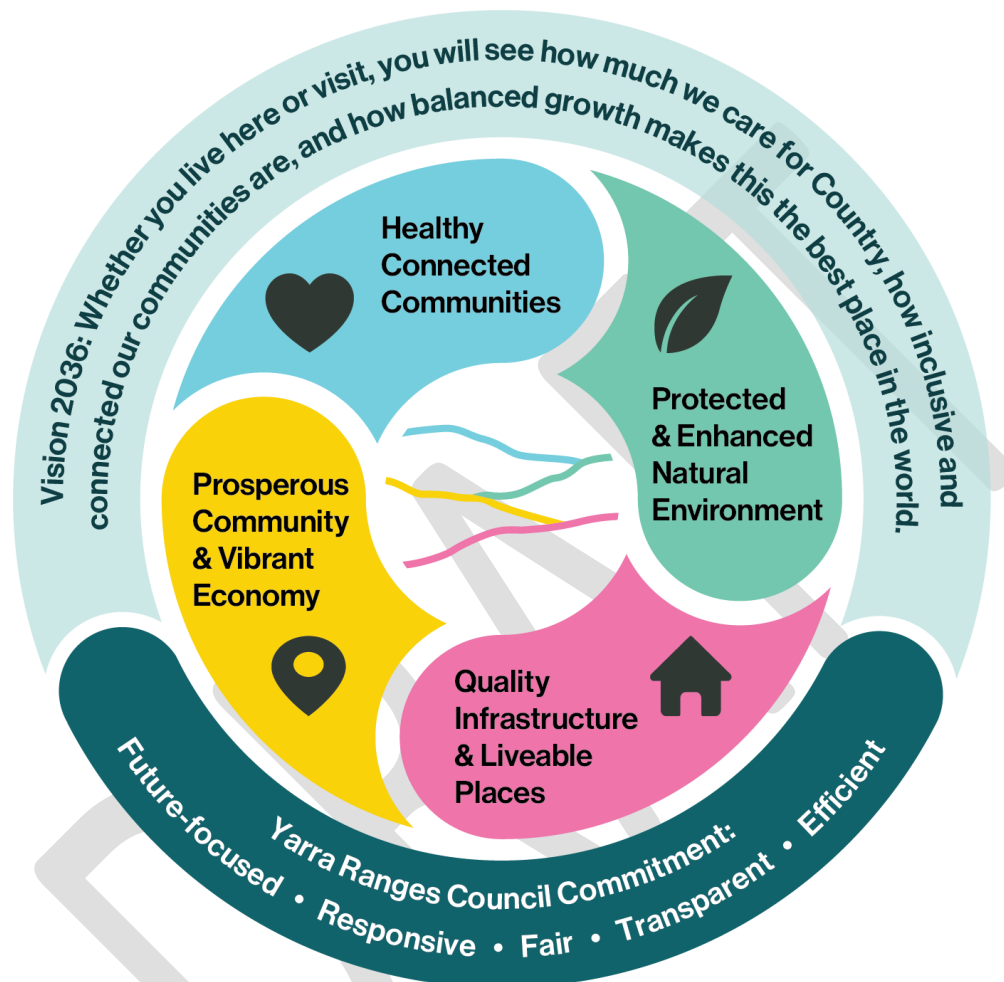 Vision 2036: Whether you live here or visit, you will see how much we care for Country, how inclusive and
connected our communities are, and how balanced growth makes this the best place in the world.
Healthy
Connected
Communities
Protected
& Enhanced
Natural
Environment
Prosperous
Community
& Vibrant
Economy
Quality
Infrastructure
& Liveable
Places
Yarra Ranges Council Commitment:
Future-focused • Responsive • Fair • Transparent • Efficient